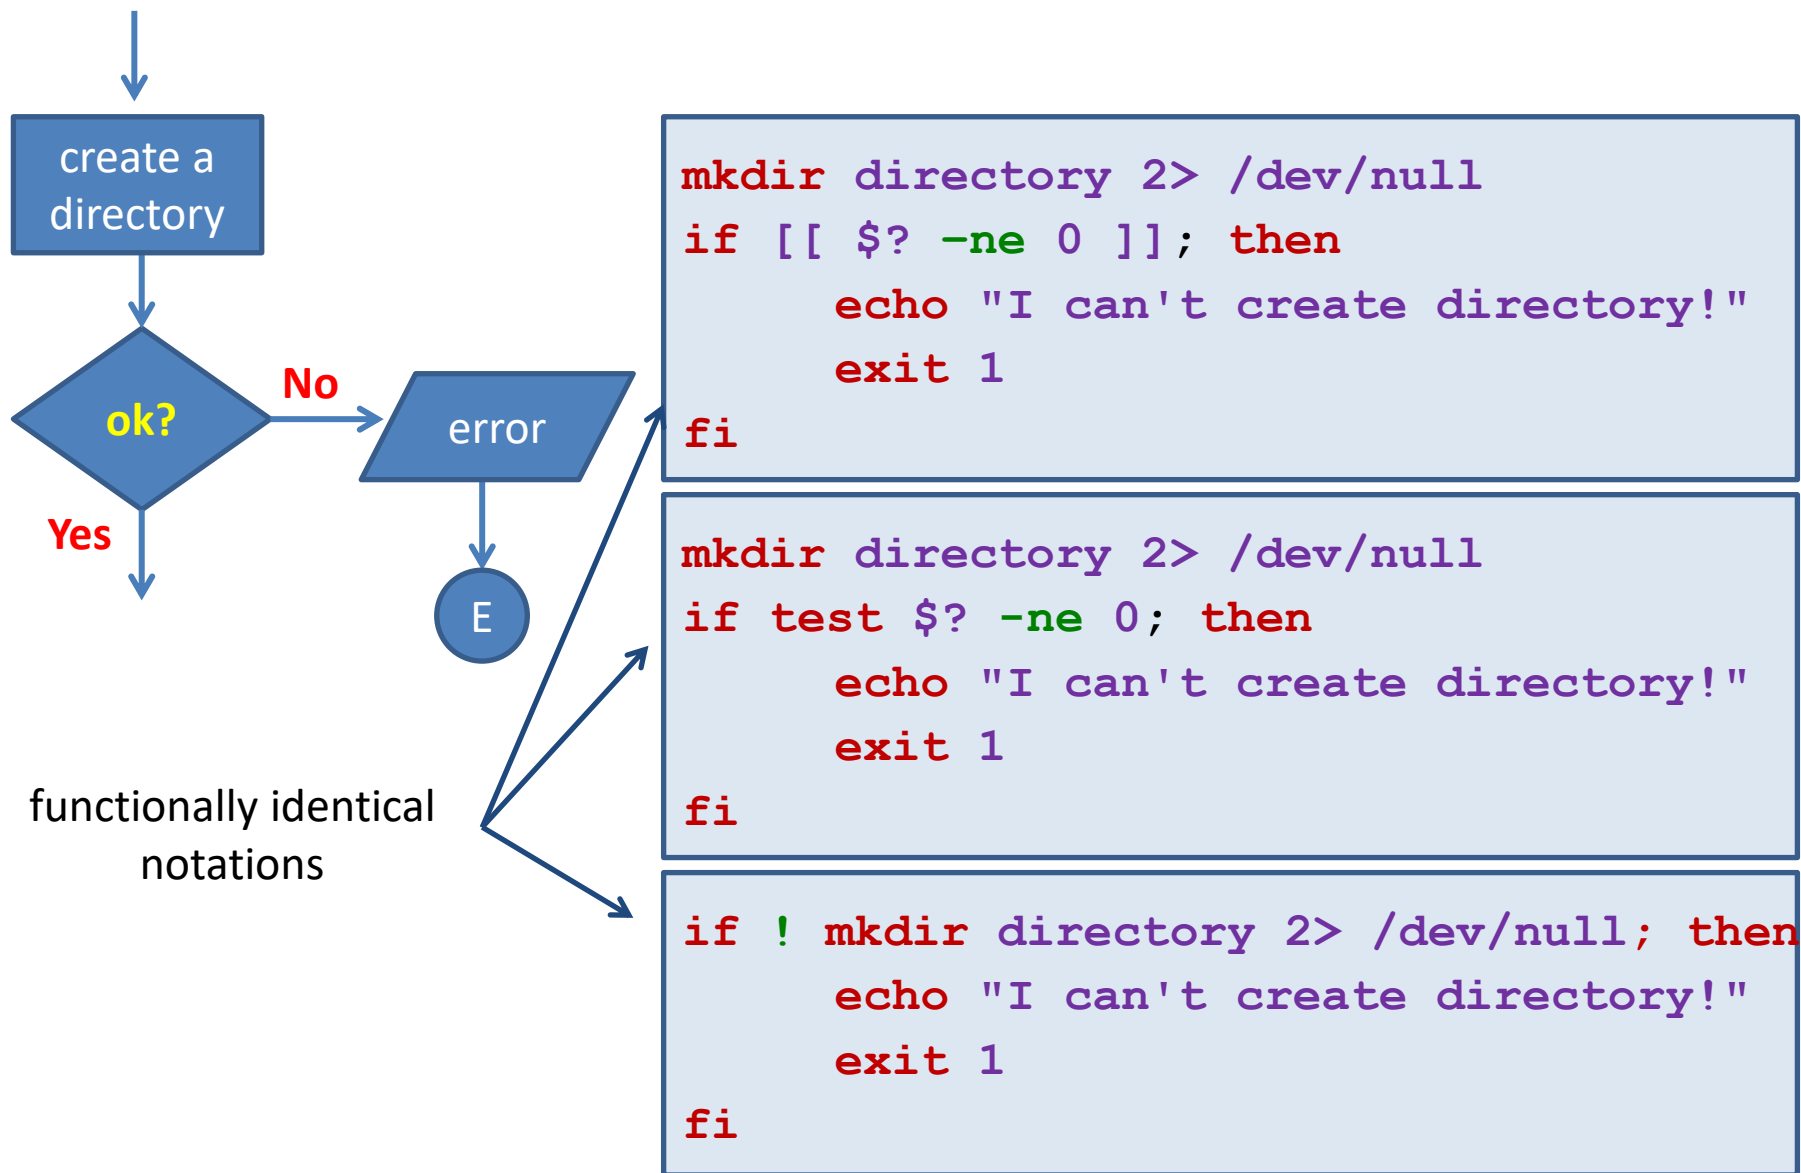 create a
directory
ok?
No
error
Yes
E
functionally identical
notations
mkdir directory 2> /dev/null
if [[ $? –ne 0 ]]; then
echo "I can't create directory!"
exit 1
fi
mkdir directory 2> /dev/null
if test $? -ne 0; then
echo "I can't create directory!"
exit 1
fi
if ! mkdir directory 2> /dev/null; then
echo "I can't create directory!"
exit 1
fi